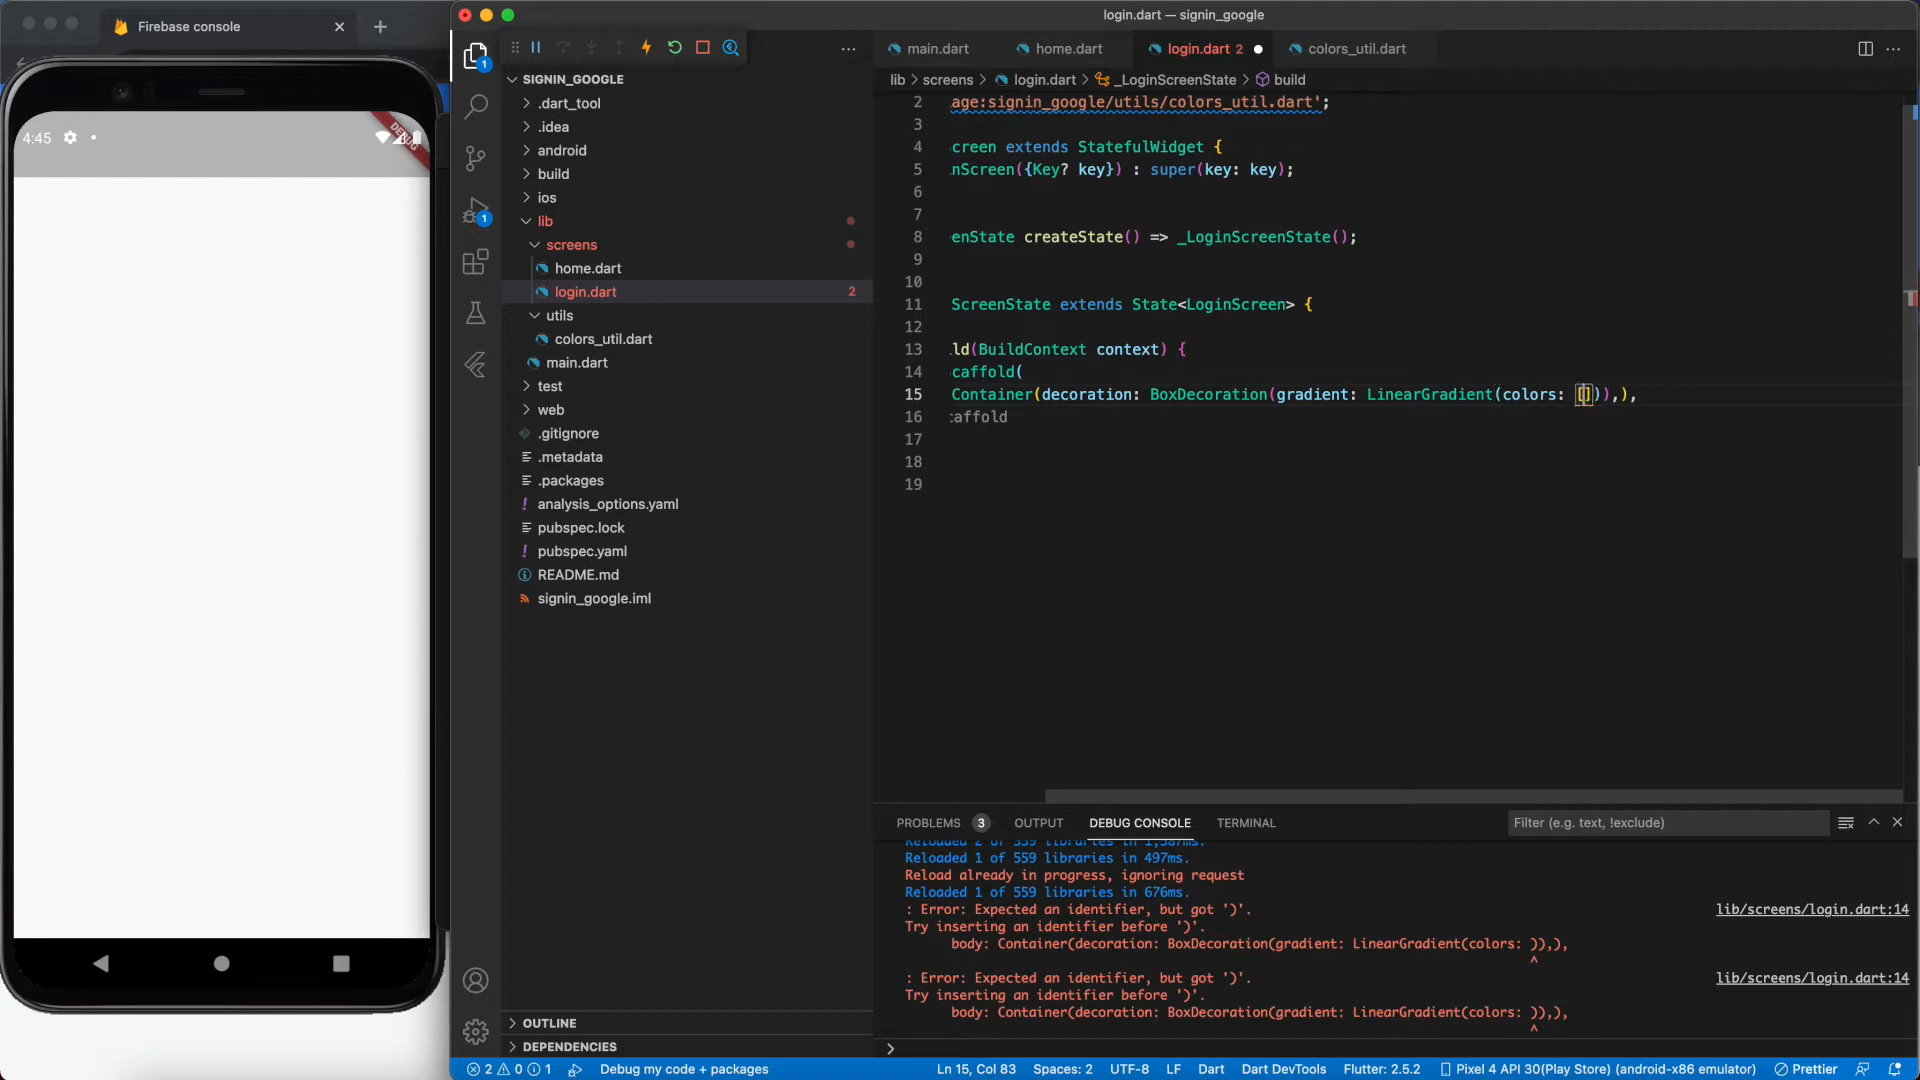 Firebase console
login.dart — signin_google
4:45
DEBUG
1
1
SIGNIN_GOOGLE
.dart_tool
.idea
android
build
ios
lib
screens
home.dart
login.dart
2
utils
colors_util.dart
main.dart
test
web
.gitignore
.metadata
.packages
analysis_options.yaml
pubspec.lock
pubspec.yaml
README.md
signin_google.iml
OUTLINE
DEPENDENCIES
main.dart
home.dart
login.dart 2
colors_util.dart
lib > screens > login.dart > _LoginScreenState > build
2 age:signin_google/utils/colors_util.dart';
3
4 creen extends StatefulWidget {
5 nScreen({Key? key}) : super(key: key);
6
7
8 enState createState() => _LoginScreenState();
9
10
11 ScreenState extends State<LoginScreen> {
12
13 ld(BuildContext context) {
14 caffold(
15 Container(decoration: BoxDecoration(gradient: LinearGradient(colors: [])),),
16 caffold
17
18
19
PROBLEMS 3 OUTPUT DEBUG CONSOLE TERMINAL
Filter (e.g. text, !exclude)
Reloaded 2 of 559 libraries in 1,587ms.
Reloaded 1 of 559 libraries in 497ms.
Reload already in progress, ignoring request
Reloaded 1 of 559 libraries in 676ms.
: Error: Expected an identifier, but got ')'. lib/screens/login.dart:14
Try inserting an identifier before ')'.
body: Container(decoration: BoxDecoration(gradient: LinearGradient(colors: )),),
^
: Error: Expected an identifier, but got ')'. lib/screens/login.dart:14
Try inserting an identifier before ')'.
body: Container(decoration: BoxDecoration(gradient: LinearGradient(colors: )),),
^
2 0 1 Debug my code + packages Ln 15, Col 83 Spaces: 2 UTF-8 LF Dart Dart DevTools Flutter: 2.5.2 Pixel 4 API 30(Play Store) (android-x86 emulator) Prettier